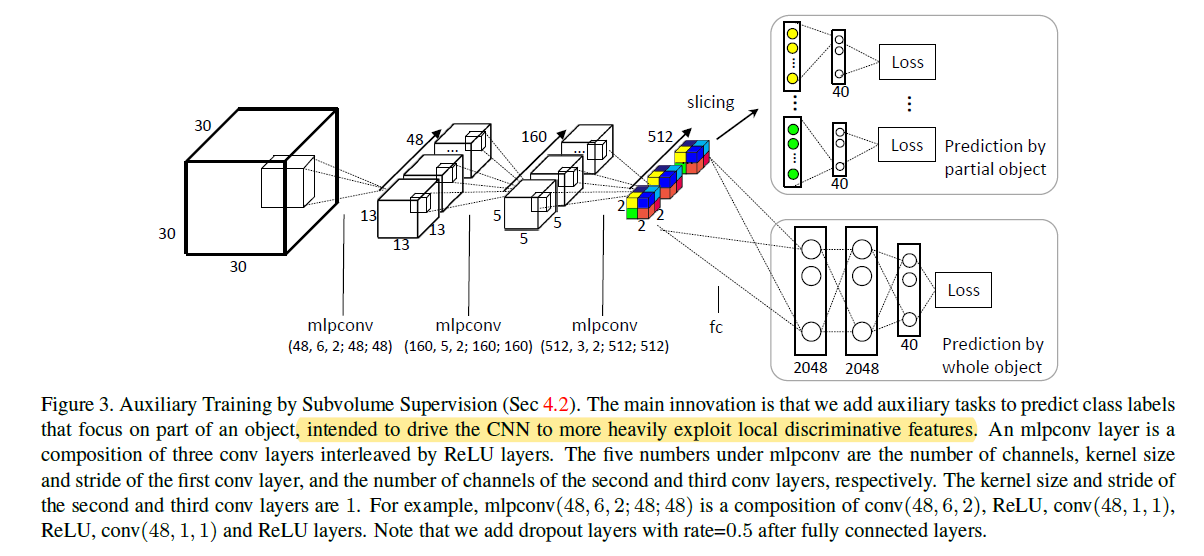 30
30
30
48
13
13
13
mlpconv
(48, 6, 2; 48; 48)
160
5
5
5
mlpconv
(160, 5, 2; 160; 160)
512
2
2
2
mlpconv
(512, 3, 2; 512; 512)
slicing
fc
40
Loss
40
Loss
Prediction by
partial object
2048
2048
40
Loss
Prediction by
whole object
Figure 3. Auxiliary Training by Subvolume Supervision (Sec 4.2). The main innovation is that we add auxiliary tasks to predict class labels
that focus on part of an object, intended to drive the CNN to more heavily exploit local discriminative features. An mlpconv layer is a
composition of three conv layers interleaved by ReLU layers. The five numbers under mlpconv are the number of channels, kernel size
and stride of the first conv layer, and the number of channels of the second and third conv layers, respectively. The kernel size and stride of
the second and third conv layers are 1. For example, mlpconv(48, 6, 2; 48; 48) is a composition of conv(48, 6, 2), ReLU, conv(48, 1, 1),
ReLU, conv(48, 1, 1) and ReLU layers. Note that we add dropout layers with rate=0.5 after fully connected layers.